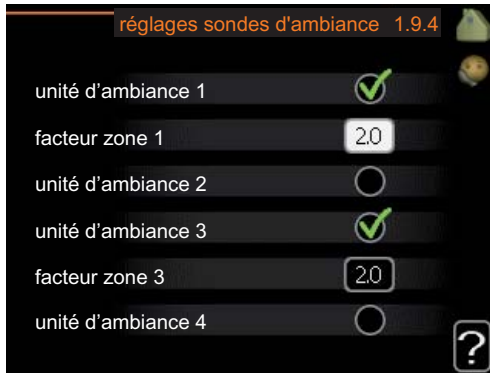 réglages sondes d'ambiance 1.9.4
unité d'ambiance 1
facteur zone 1 2.0
unité d'ambiance 2
unité d'ambiance 3
facteur zone 3 2.0
unité d'ambiance 4
?